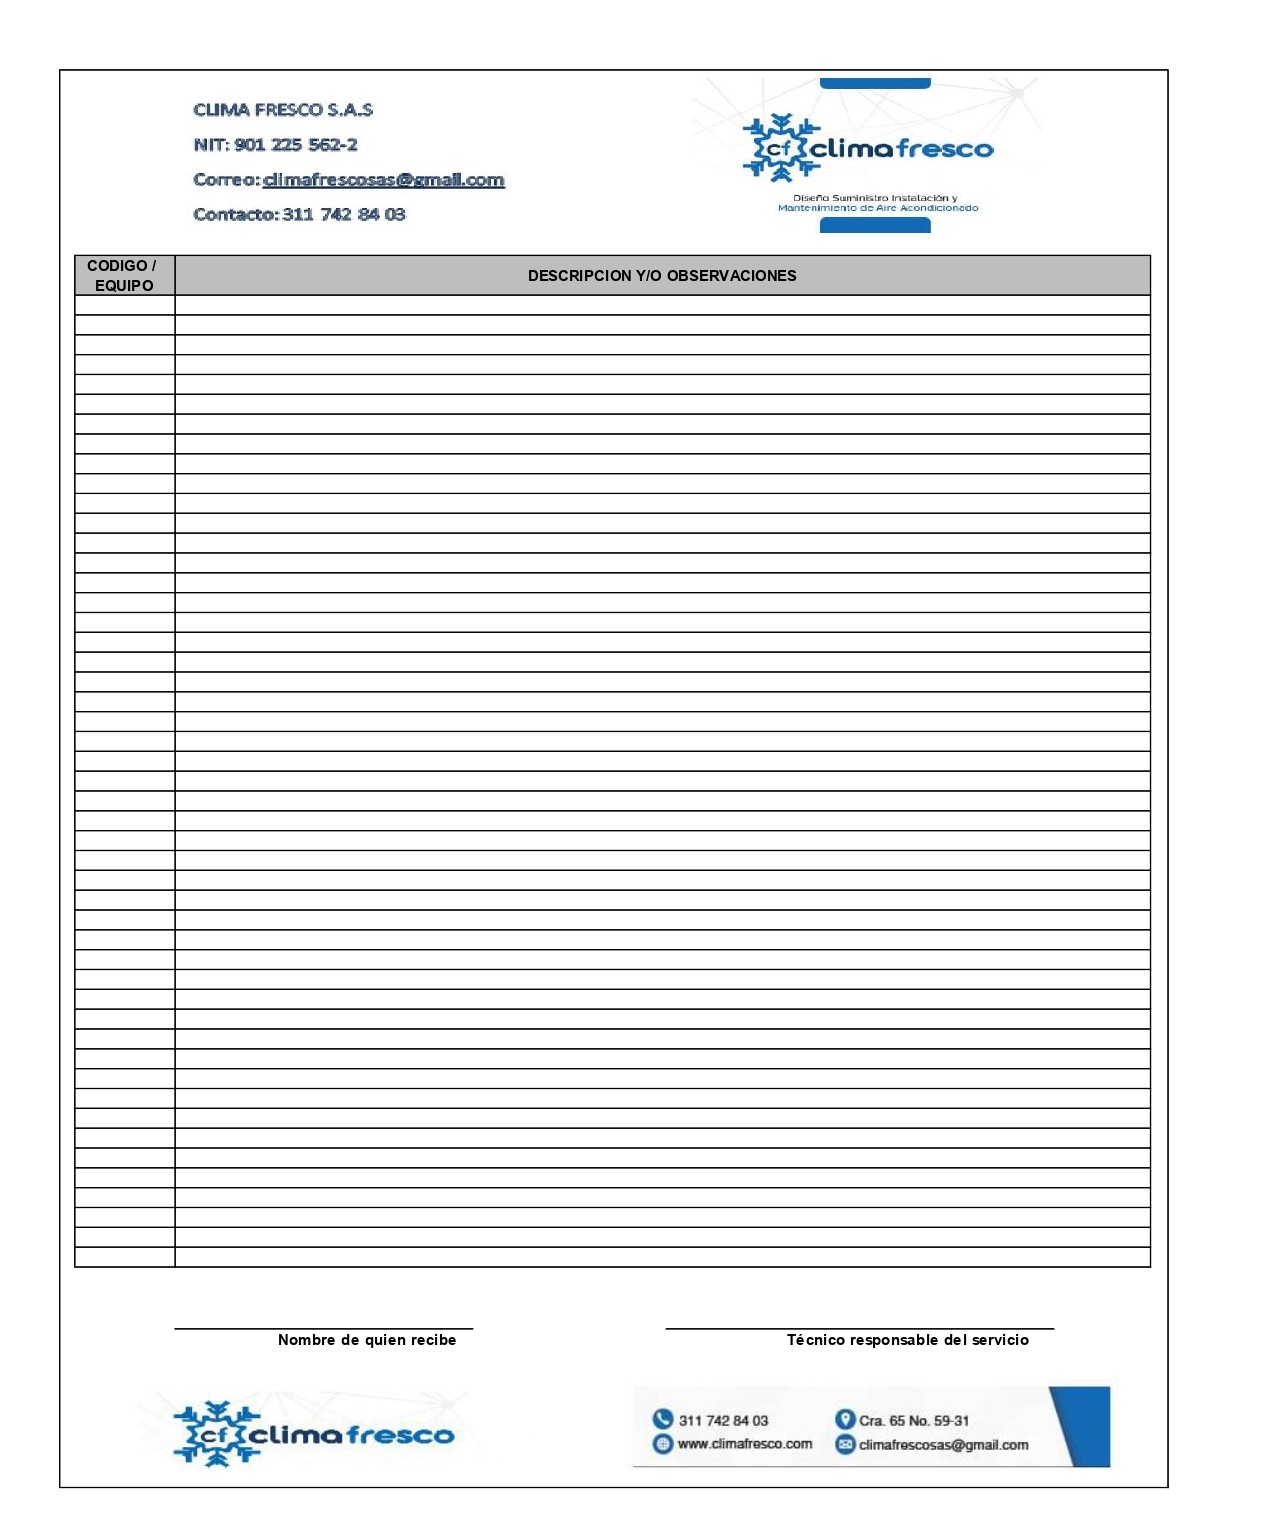 CLIMA FRESCO S.A.S
NIT: 901 225 562-2
Correo: climafrescosas@gmail.com
Contacto: 311 742 84 03
cf climafresco
Diseño Suministro Instalación y
Mantenimiento de Aire Acondicionado
CODIGO /
EQUIPO
DESCRIPCION Y/O OBSERVACIONES
Nombre de quien recibe
Técnico responsable del servicio
cf climafresco
311 742 84 03
Cra. 65 No. 59-31
www.climafresco.com
climafrescosas@gmail.com